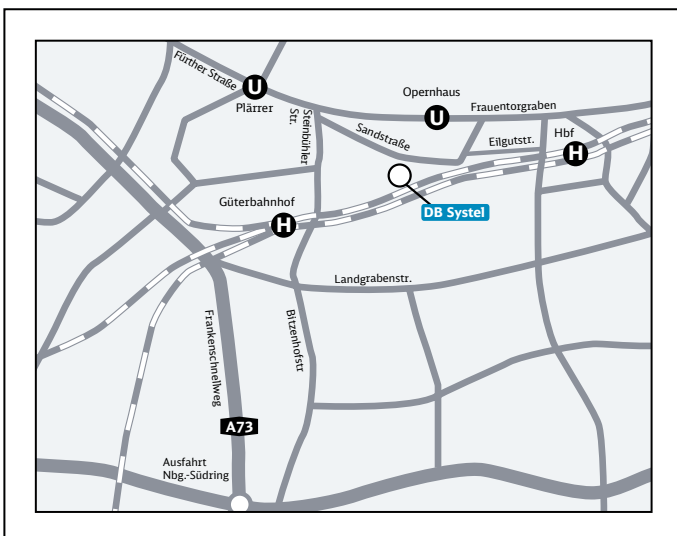 Fürther Straße
U
Plärrer
Steinbühler
Str.
Opernhaus
U
Frauentorgraben
Sandstraße
Eilgutstr.
Hbf
H
DB Systel
Güterbahnhof
H
Landgrabenstr.
Frankenschnellweg
Bitzenhofstr
A73
Ausfahrt
Nbg.-Südring